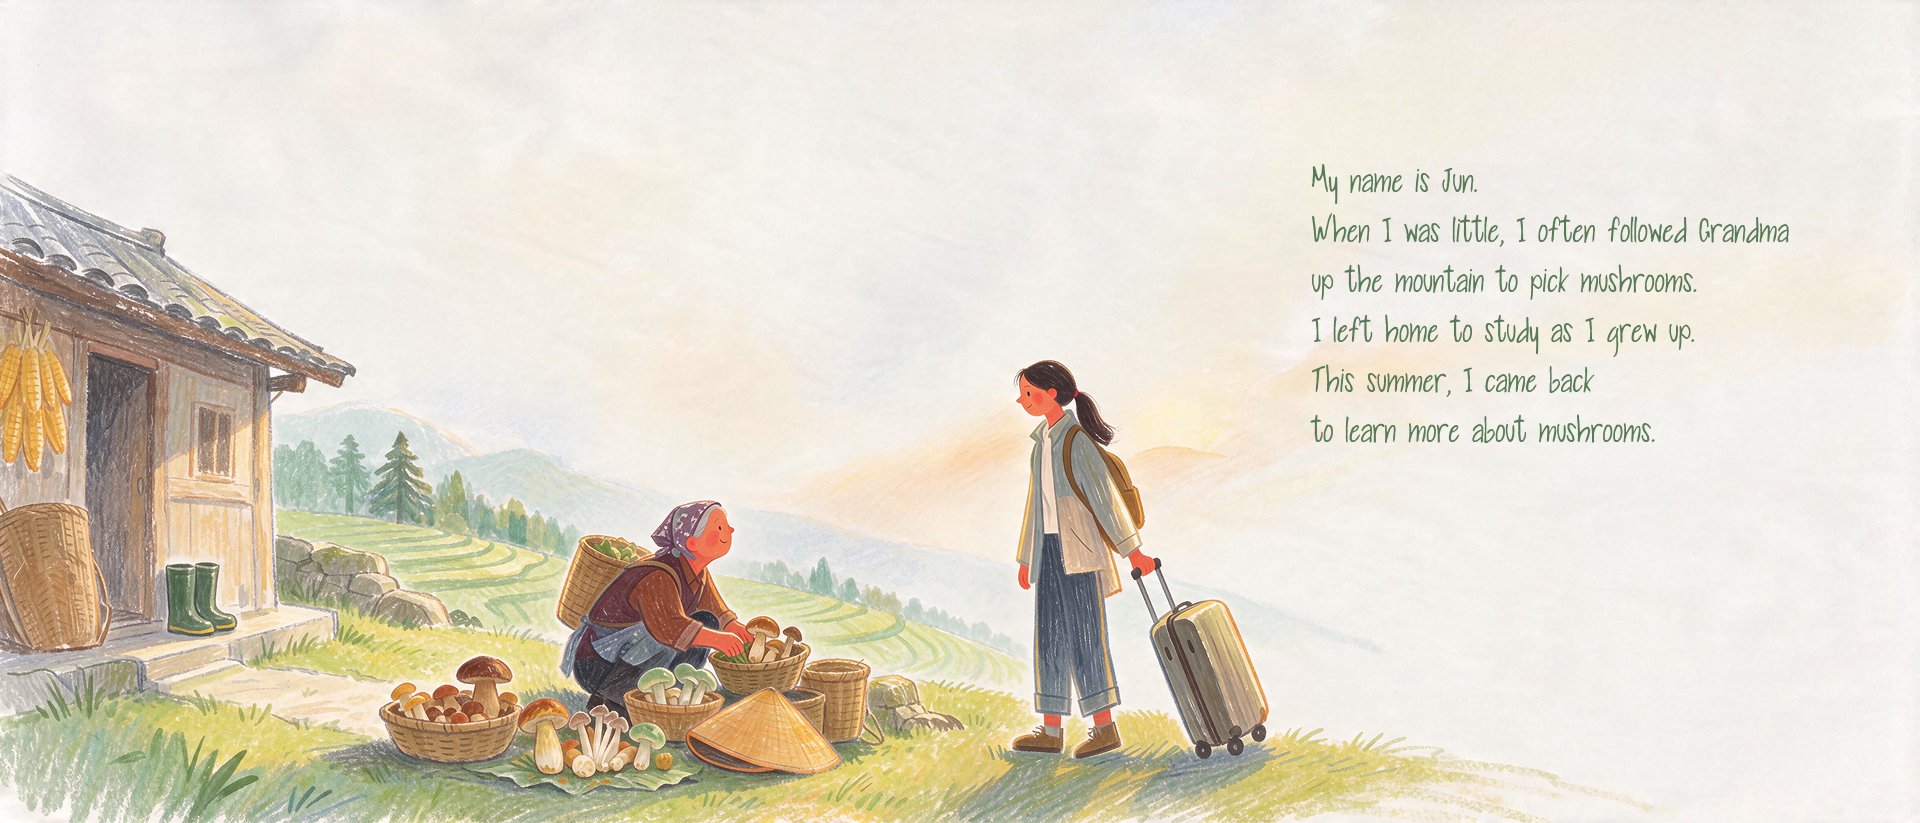 My name is Jun.
When I was little, I often followed Grandma
up the mountain to pick mushrooms.
I left home to study as I grew up.
This summer, I came back
to learn more about mushrooms.